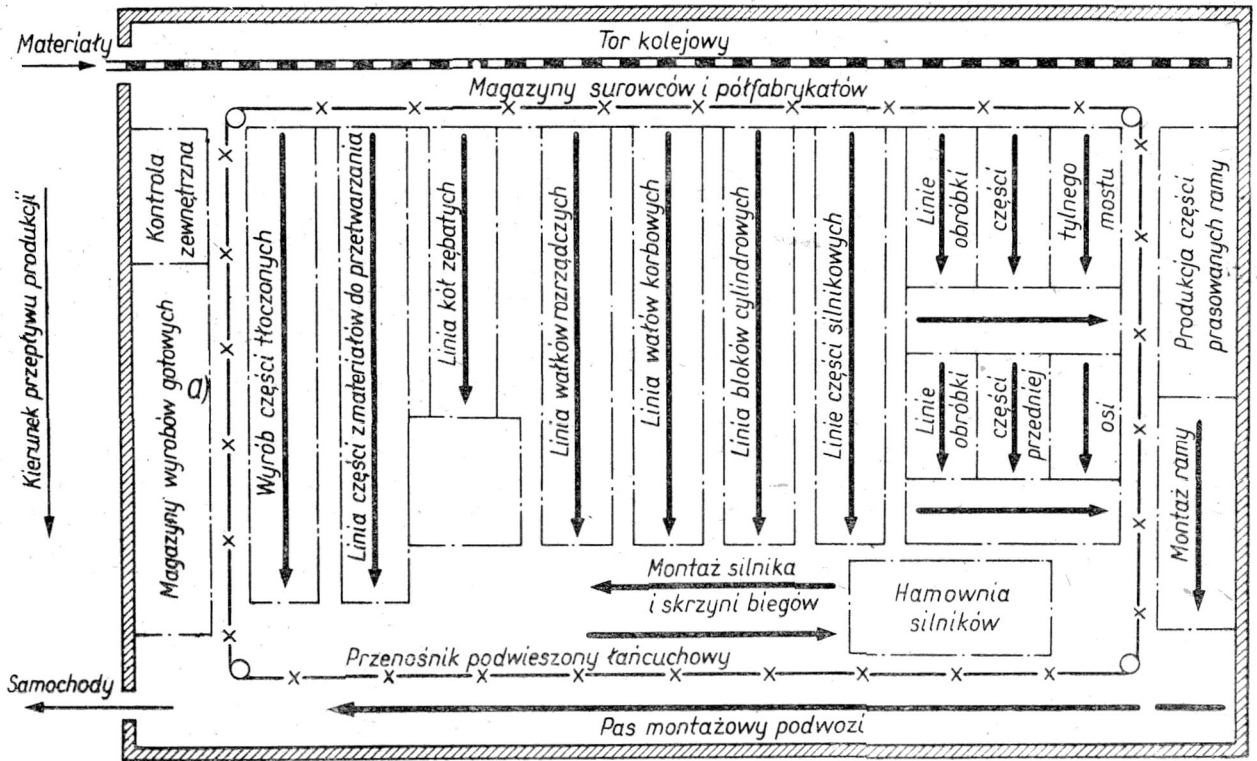 Materiały
Tor kolejowy
Magazyny surowców i półfabrykatów
Kierunek przepływu produkcji
Kontrola
zewnętrzna
Magazyny wyrobów gotowych
a)
Wyrób części tłoczonych
Linia części z materiałów do przetwarzania
Linia kół zębatych
Linia wałków rozrządczych
Linia wałów korbowych
Linia bloków cylindrowych
Linie części silnikowych
Linie
obróbki
części
tylnego
mostu
Linie
obróbki
części
przedniej
osi
Produkcja części
prasowanych ramy
Montaż ramy
Montaż silnika
i skrzyni biegów
Hamownia
silników
Przenośnik podwieszony łańcuchowy
Samochody
Pas montażowy podwozi